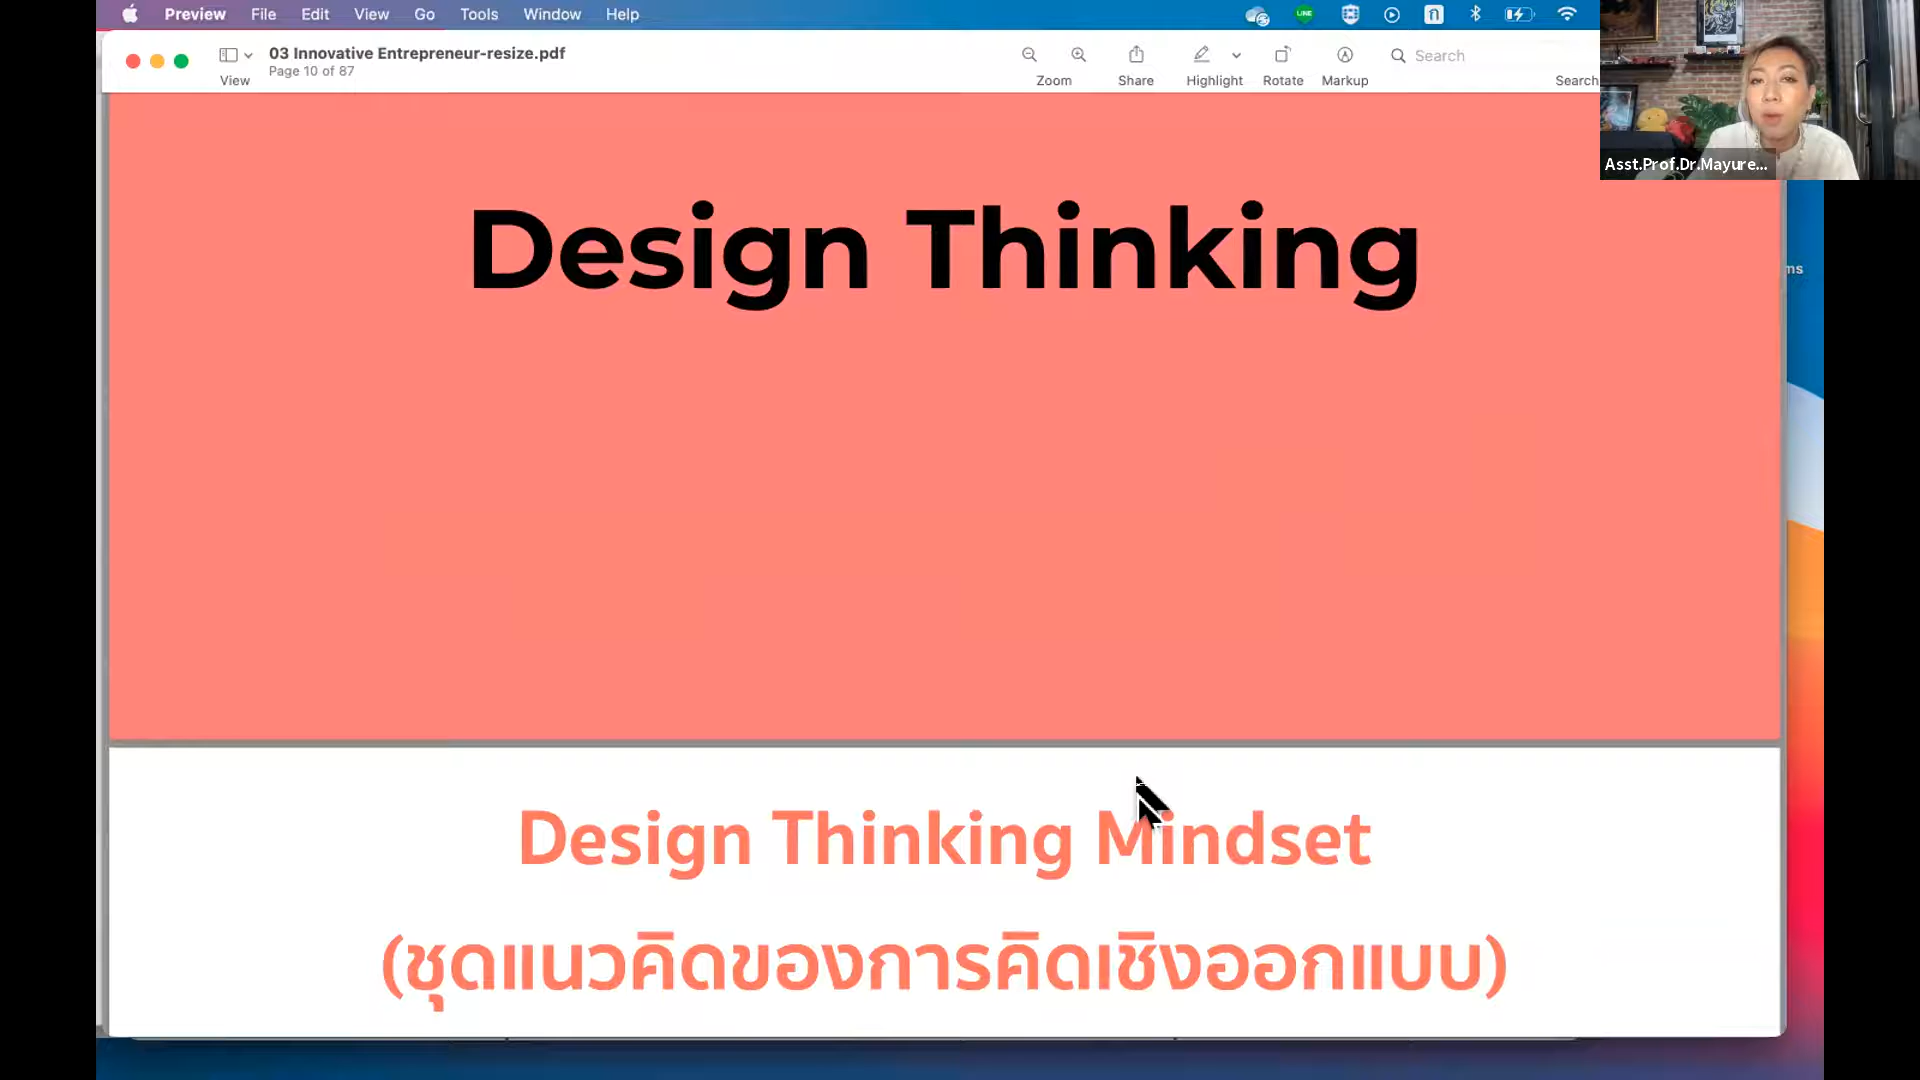 Preview File Edit View Go Tools Window Help
LINE
03 Innovative Entrepreneur-resize.pdf
Page 10 of 87
Search
View
Zoom
Share
Highlight
Rotate
Markup
Search
Asst.Prof.Dr.Mayure...
Design Thinking
ms
Design Thinking Mindset
(ชุดแนวคิดของการคิดเชิงออกแบบ)